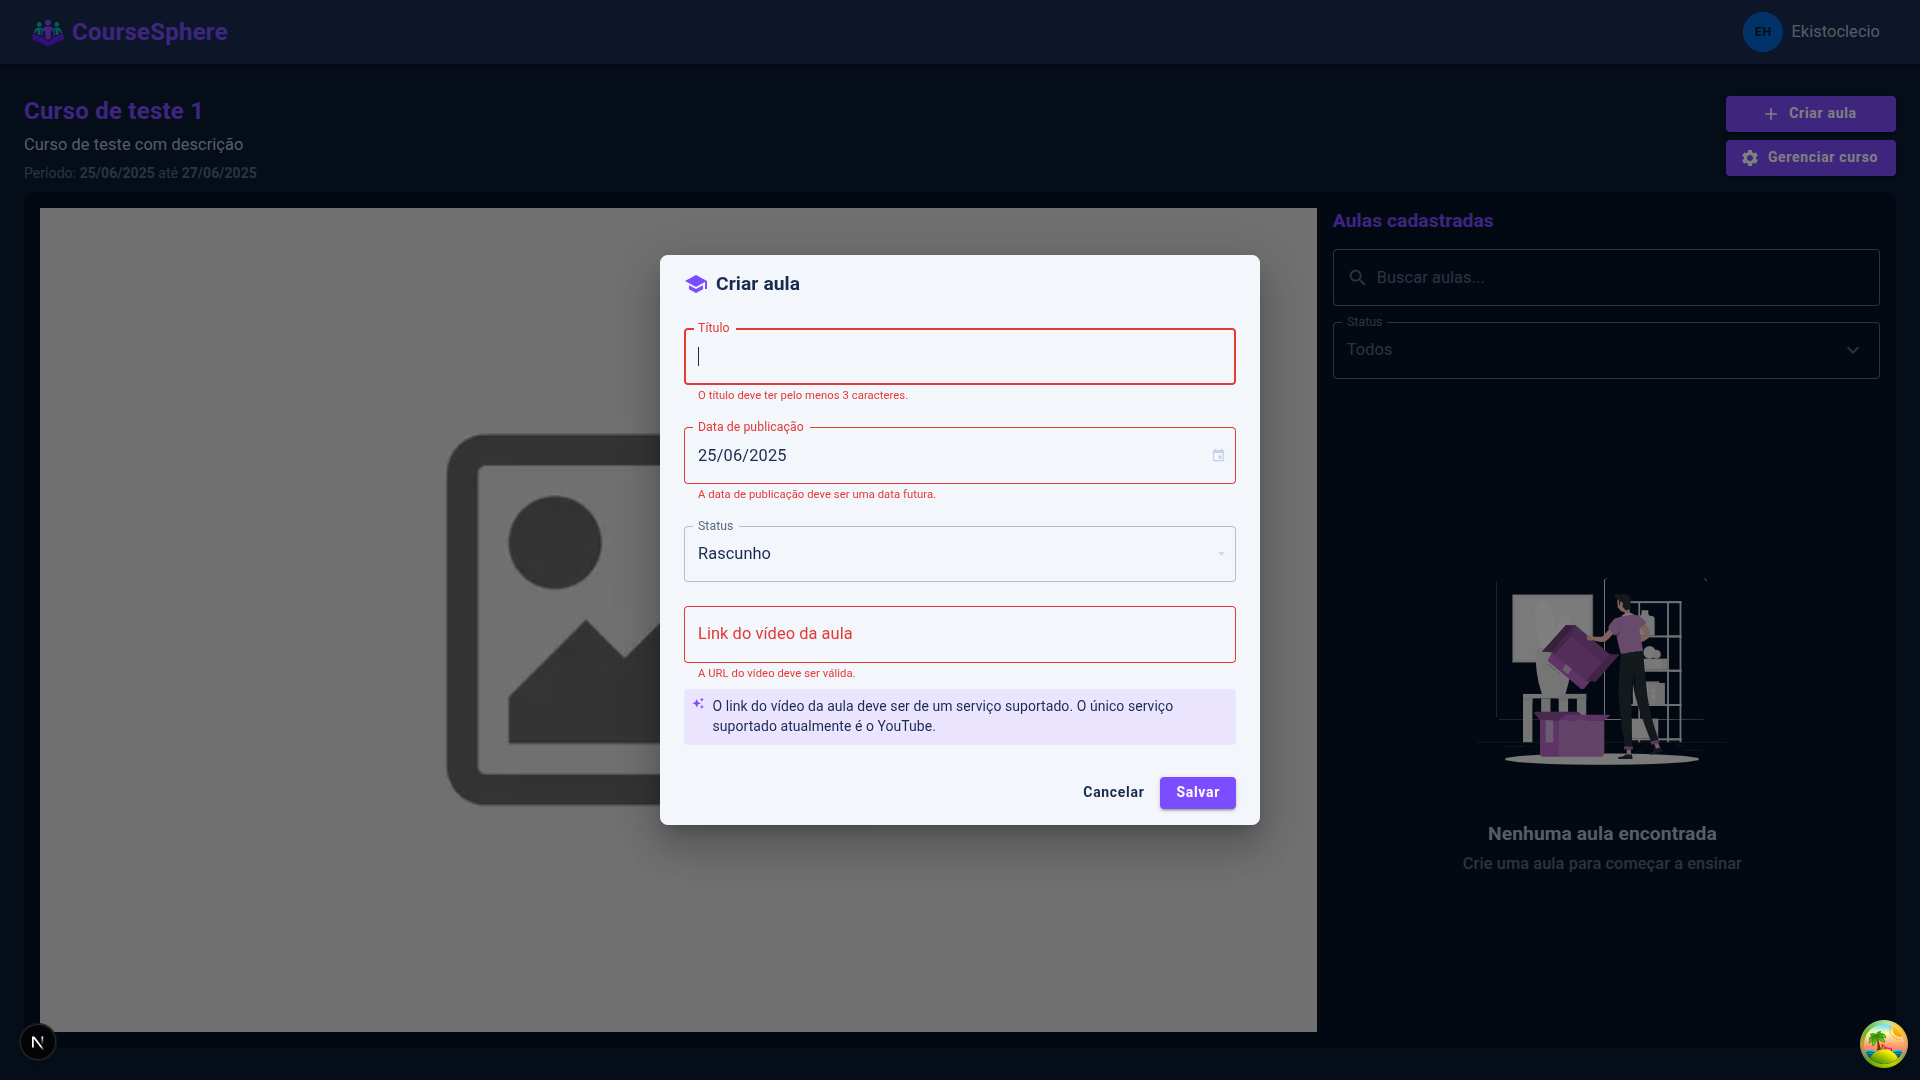 CourseSphere
EH
Ekistoclecio
Curso de teste 1
Curso de teste com descrição
Período: 25/06/2025 até 27/06/2025
Criar aula
Gerenciar curso
Aulas cadastradas
Buscar aulas...
Status
Todos
Nenhuma aula encontrada
Crie uma aula para começar a ensinar
Criar aula
Título
O título deve ter pelo menos 3 caracteres.
Data de publicação
25/06/2025
A data de publicação deve ser uma data futura.
Status
Rascunho
Link do vídeo da aula
A URL do vídeo deve ser válida.
O link do vídeo da aula deve ser de um serviço suportado. O único serviço
suportado atualmente é o YouTube.
Cancelar
Salvar
N